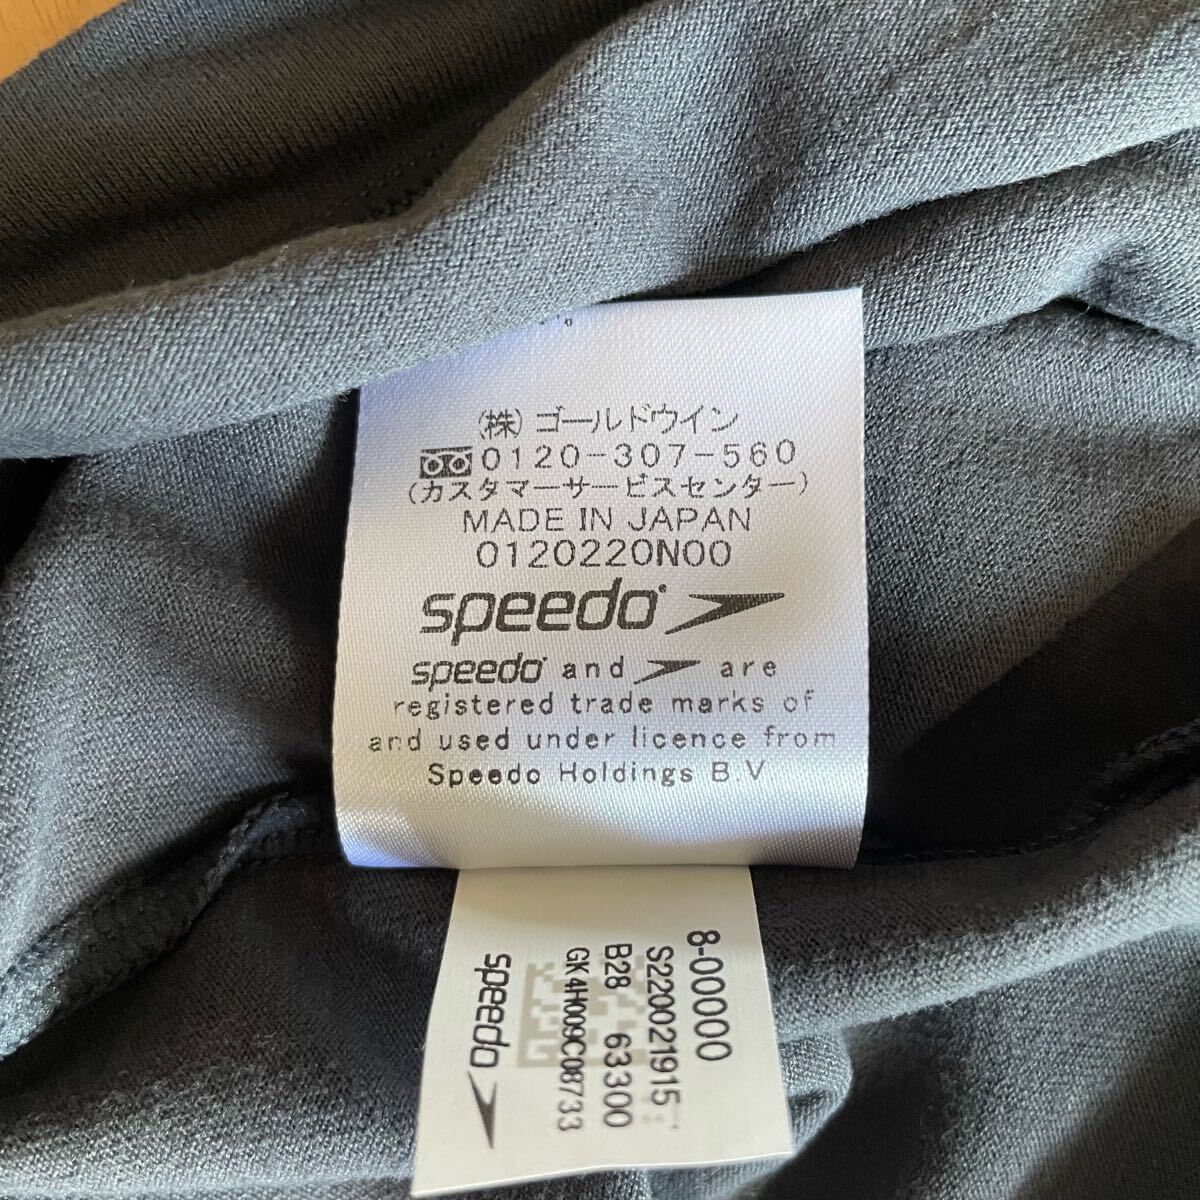 (株)ゴールドウイン
0120-307-560
(カスタマーサービスセンター)
MADE IN JAPAN
0120220N00
speedo
speedo and are
registered trade marks of
and used under licence from
Speedo Holdings B.V.
8-00000
S220021915
B28 63300
GK4H009C08733
speedo